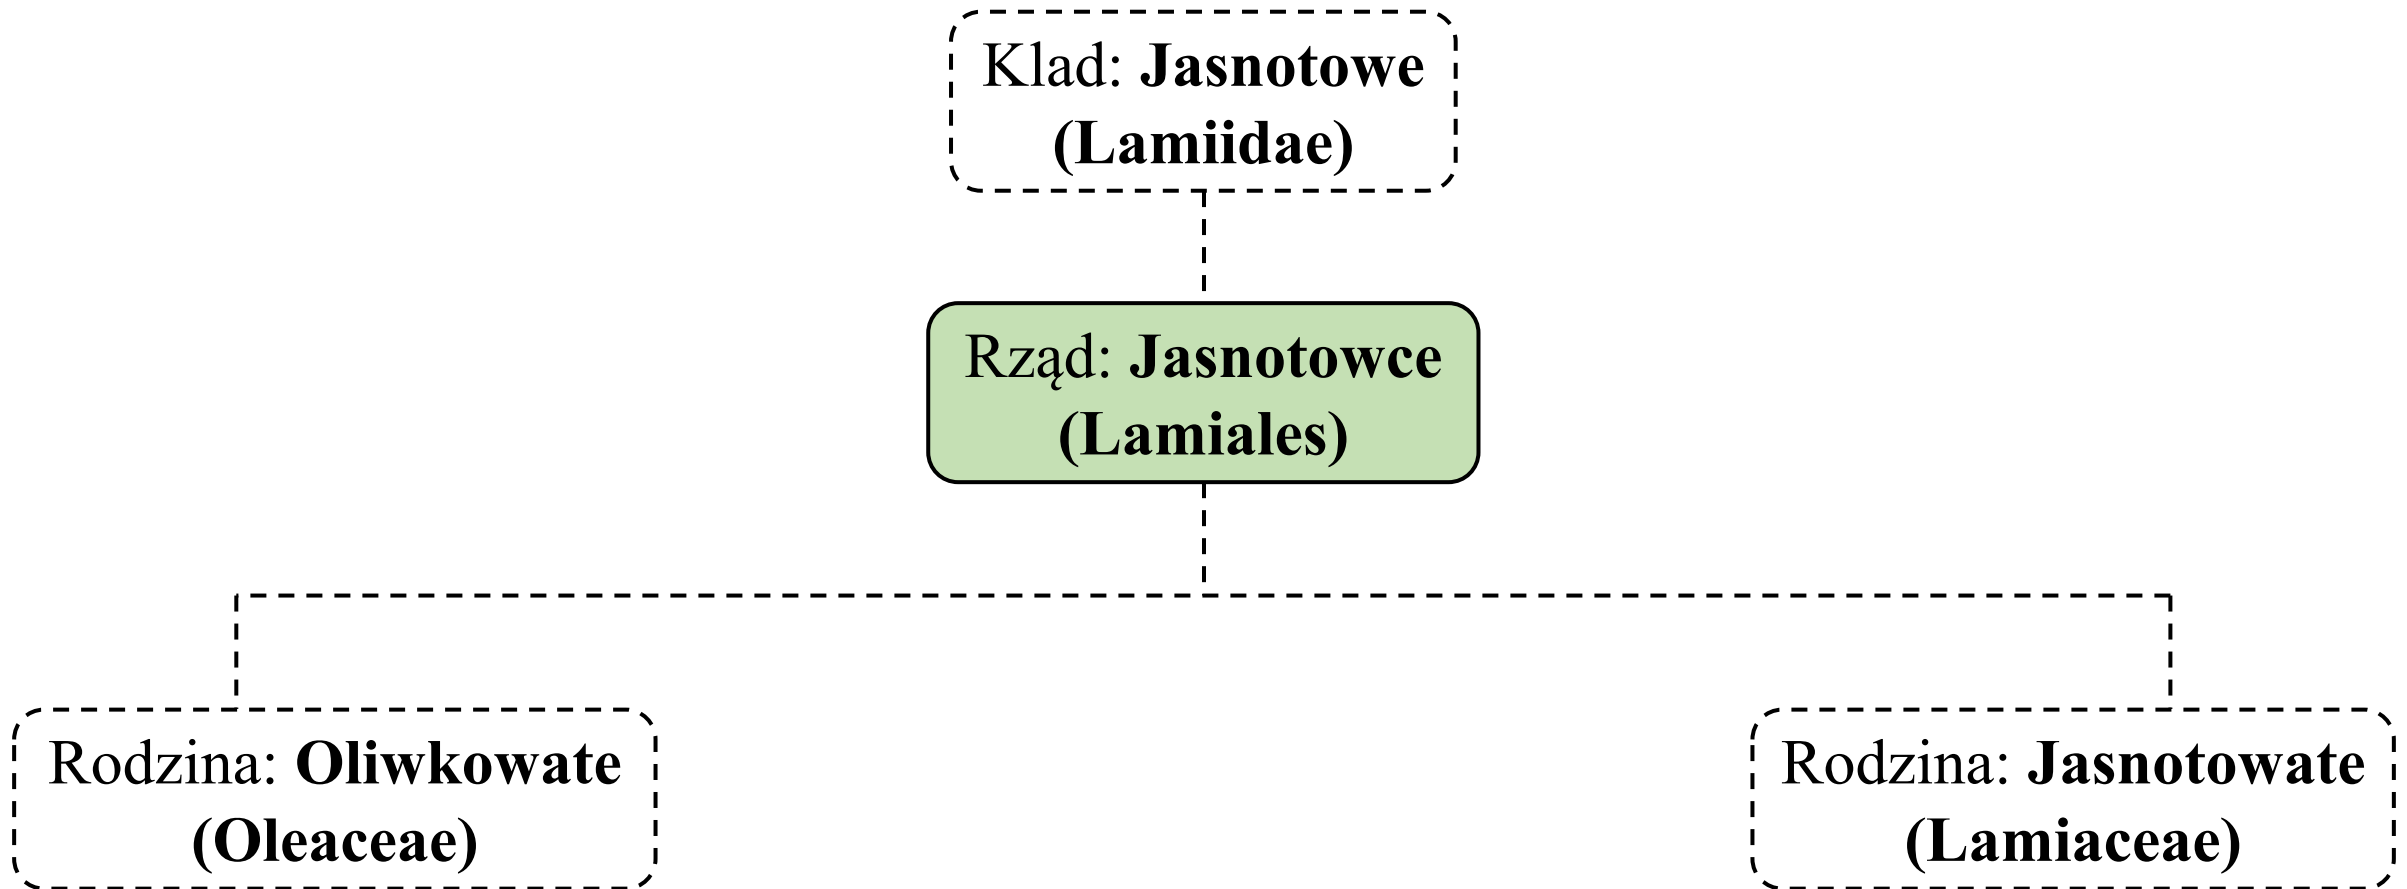 Klad: Jasnotowe
(Lamiidae)
Rząd: Jasnotowce
(Lamiales)
Rodzina: Oliwkowate
(Oleaceae)
Rodzina: Jasnotowate
(Lamiaceae)